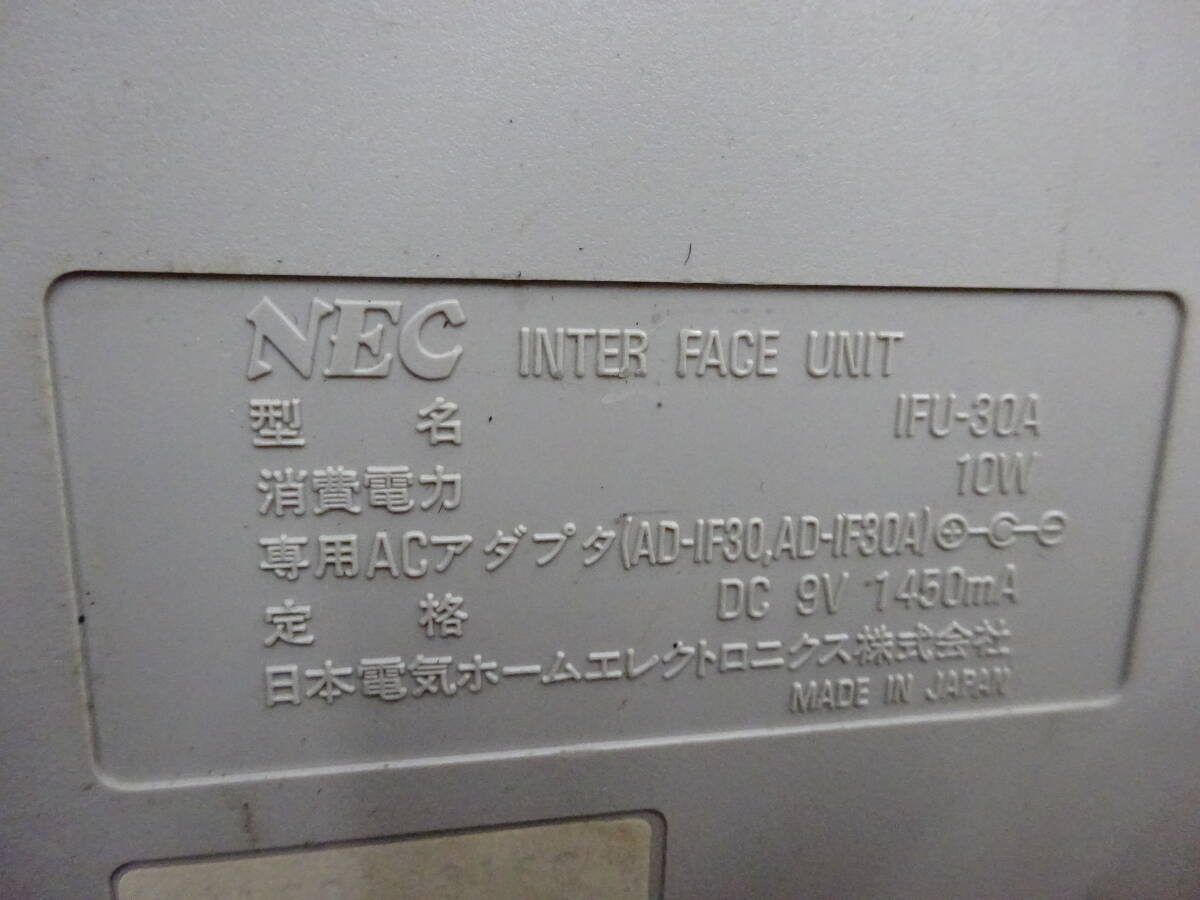 NEC INTER FACE UNIT
型名 IFU-30A
消費電力 10W
専用ACアダプタ(AD-IF30,AD-IF30A)
定格 DC 9V 1450mA
日本電気ホームエレクトロニクス株式会社
MADE IN JAPAN